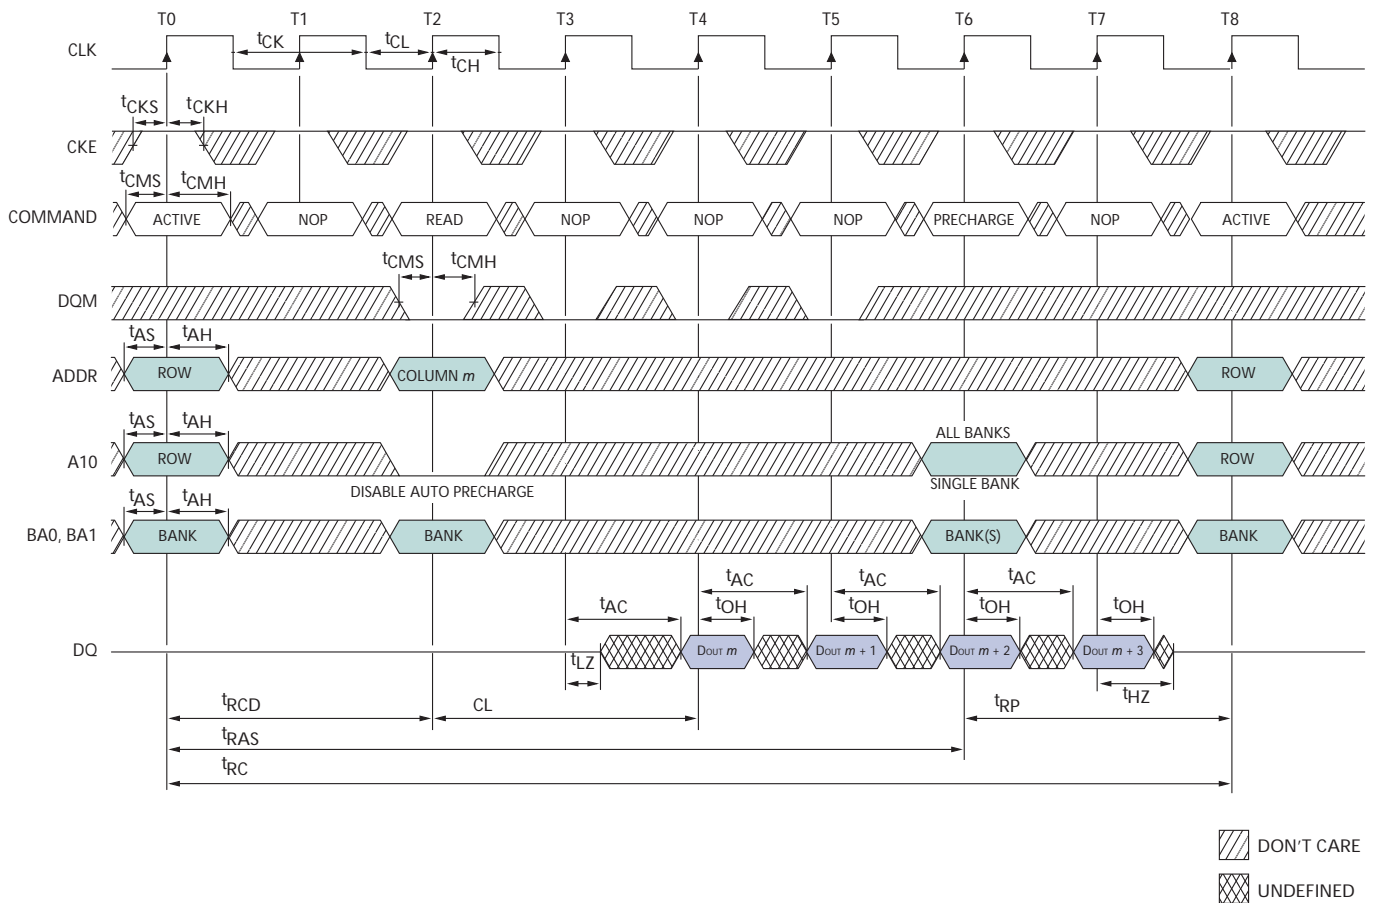 T0 T1 T2 T3 T4 T5 T6 T7 T8
CLK
tCK tCL
tCH
tCKS tCKH
CKE
tCMS tCMH
COMMAND ACTIVE NOP READ NOP NOP NOP PRECHARGE NOP ACTIVE
tCMS tCMH
DQM
tAS tAH
ADDR ROW COLUMN m ROW
tAS tAH
ALL BANKS
A10 ROW ROW
DISABLE AUTO PRECHARGE SINGLE BANK
tAS tAH
BA0, BA1 BANK BANK BANK(S) BANK
tAC tAC tAC
tAC tOH tOH tOH tOH
DQ DOUT m DOUT m + 1 DOUT m + 2 DOUT m + 3
tLZ
tHZ
tRCD CL tRP
tRAS
tRC
DON'T CARE
UNDEFINED